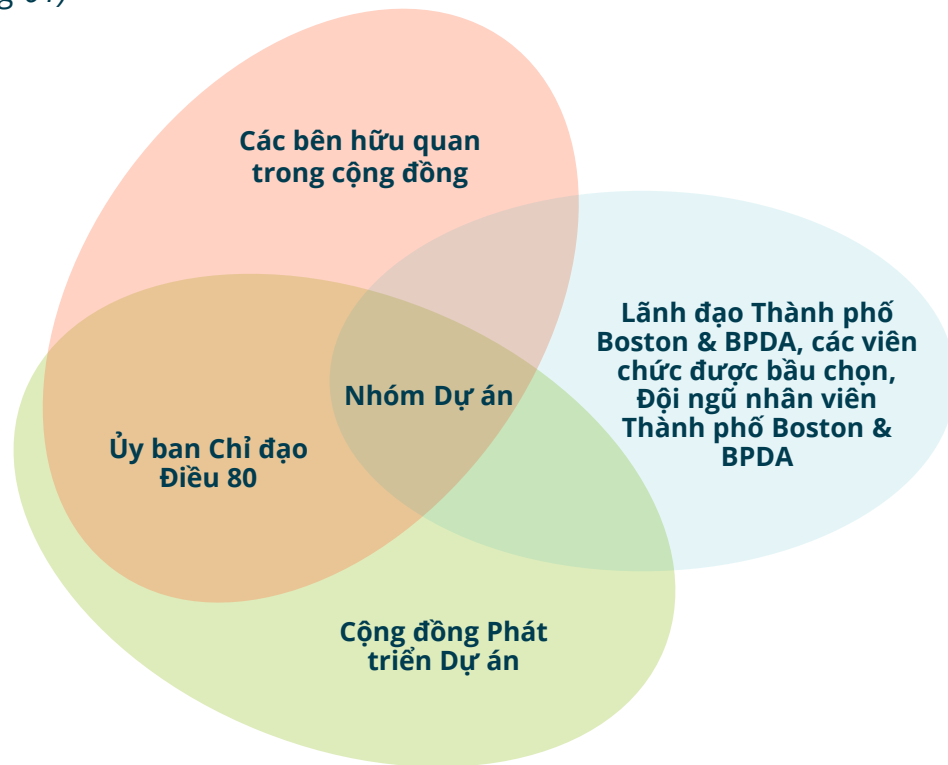 Các bên hữu quan
trong cộng đồng
Lãnh đạo Thành phố
Boston & BPDA, các viên
chức được bầu chọn,
Đội ngũ nhân viên
Thành phố Boston &
BPDA
Nhóm Dự án
Ủy ban Chỉ đạo
Điều 80
Cộng đồng Phát
triển Dự án